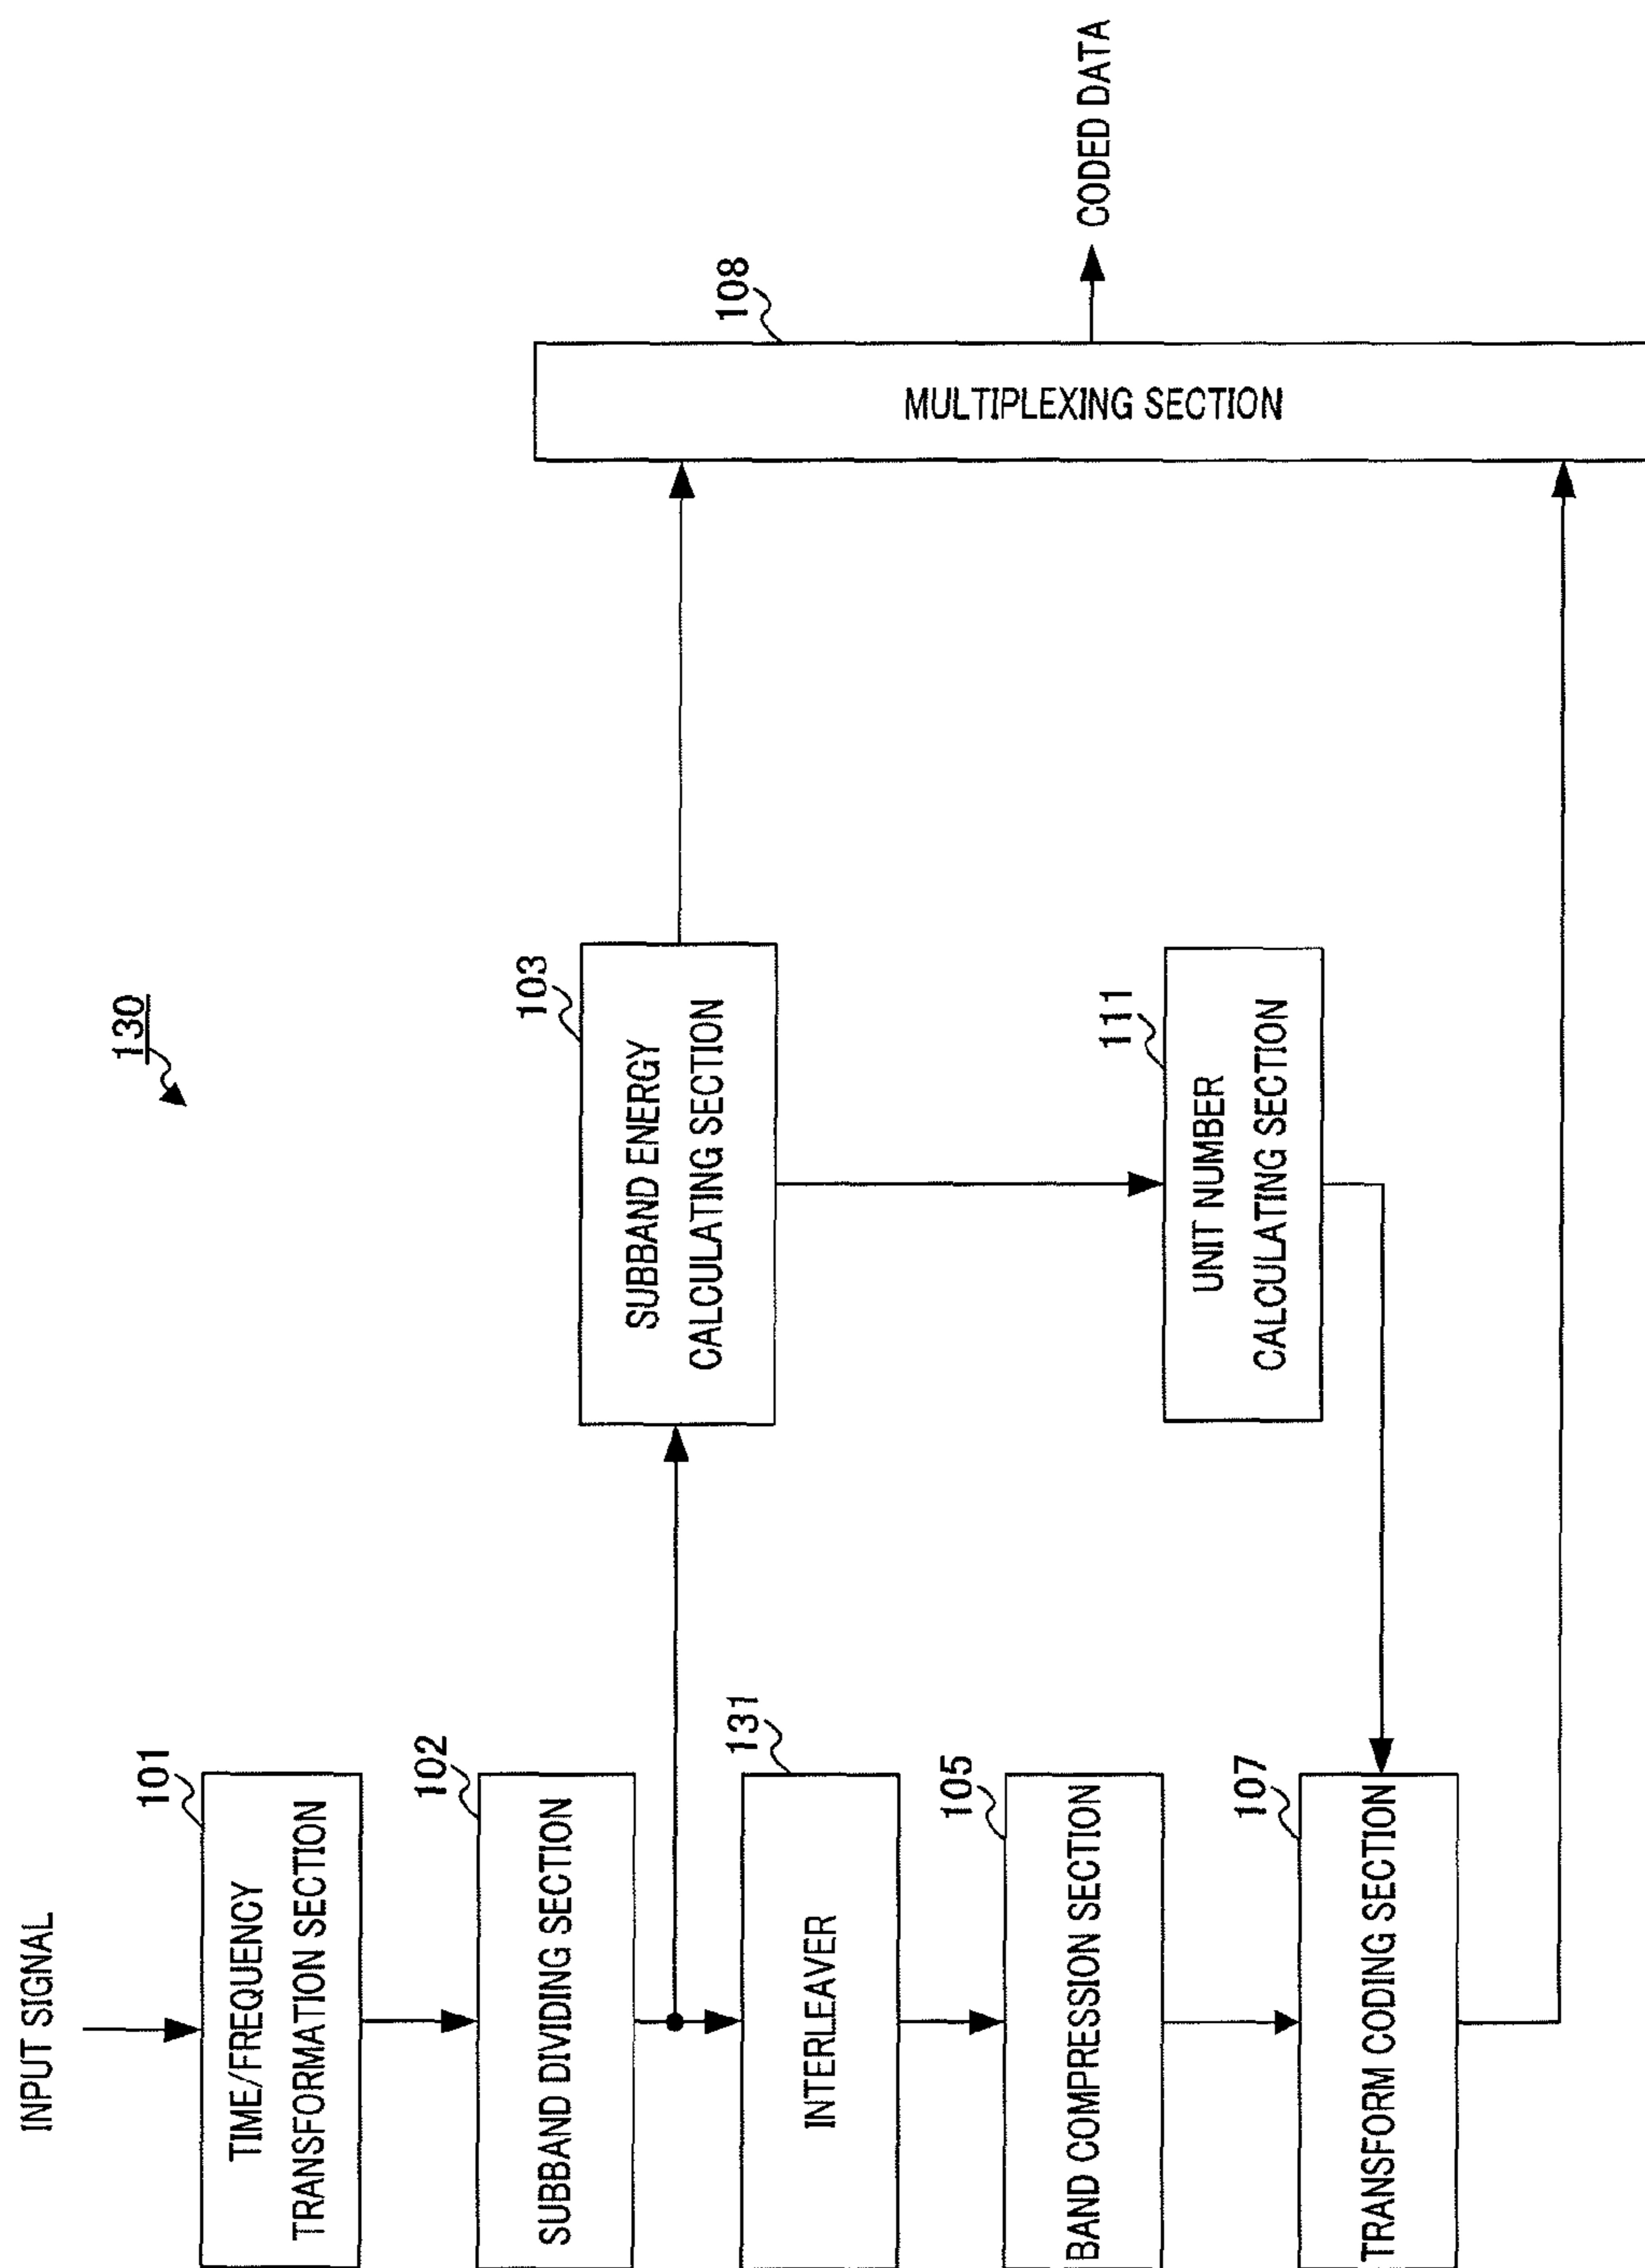 130
INPUT SIGNAL
101
TIME/FREQUENCY
TRANSFORMATION SECTION
102
SUBBAND DIVIDING SECTION
103
SUBBAND ENERGY
CALCULATING SECTION
131
INTERLEAVER
105
BAND COMPRESSION SECTION
111
UNIT NUMBER
CALCULATING SECTION
107
TRANSFORM CODING SECTION
108
MULTIPLEXING SECTION
CODED DATA